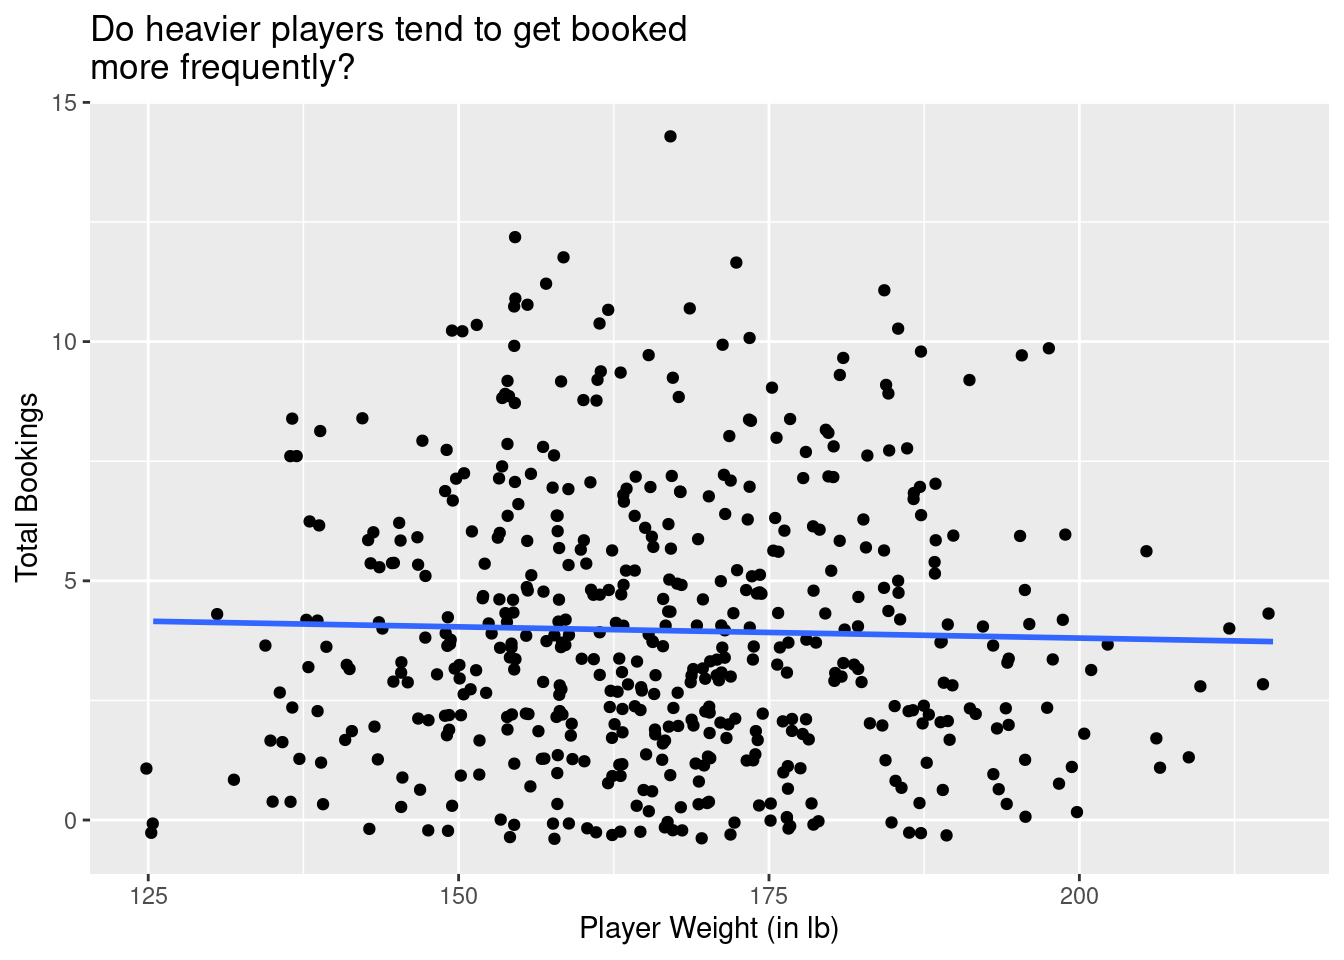 Do heavier players tend to get booked
more frequently?
15
10
5
0
Total Bookings
125 150 175 200
Player Weight (in lb)